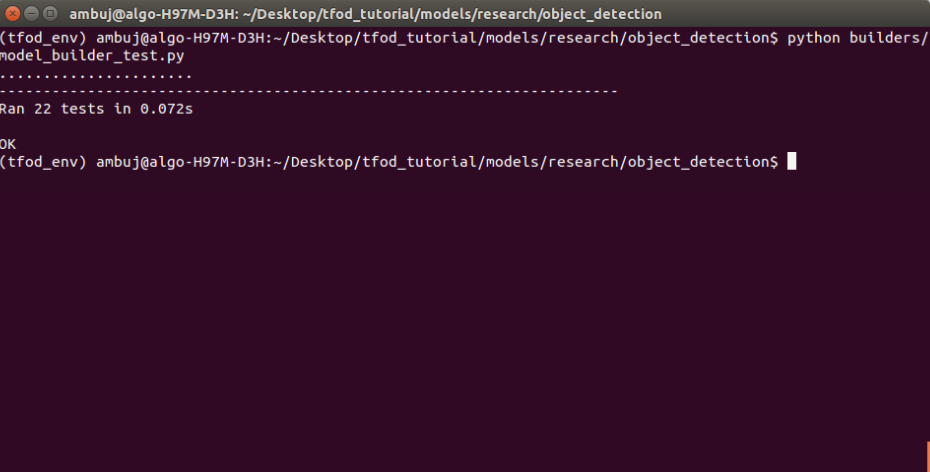 ambuj@algo-H97M-D3H: ~/Desktop/tfod_tutorial/models/research/object_detection
(tfod_env) ambuj@algo-H97M-D3H:~/Desktop/tfod_tutorial/models/research/object_detection$ python builders/
model_builder_test.py
......................
----------------------------------------------------------------------
Ran 22 tests in 0.072s
OK
(tfod_env) ambuj@algo-H97M-D3H:~/Desktop/tfod_tutorial/models/research/object_detection$